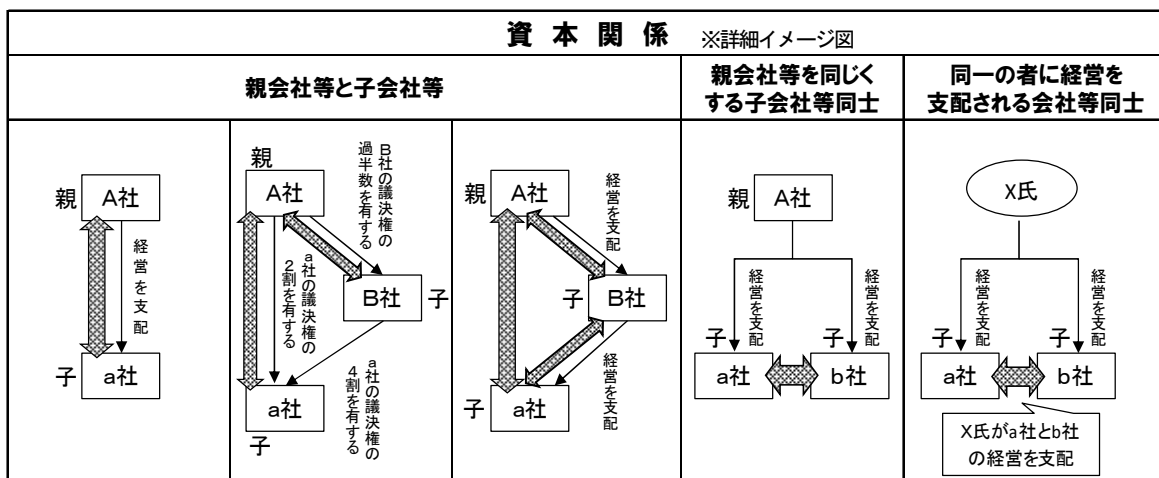 資本関係 ※詳細イメージ図
親会社等と子会社等
親会社等を同じく
する子会社等同士
同一の者に経営を
支配される会社等同士
親
A社
経営を支配
子
a社
親
A社
B社の議決権の
過半数を有する
a社の議決権の
2割を有する
B社
子
a社の議決権の
4割を有する
a社
子
親
A社
経営を支配
子
B社
経営を支配
子
a社
親
A社
経営を支配
経営を支配
子
子
a社
b社
X氏
経営を支配
経営を支配
子
子
a社
b社
X氏がa社とb社
の経営を支配